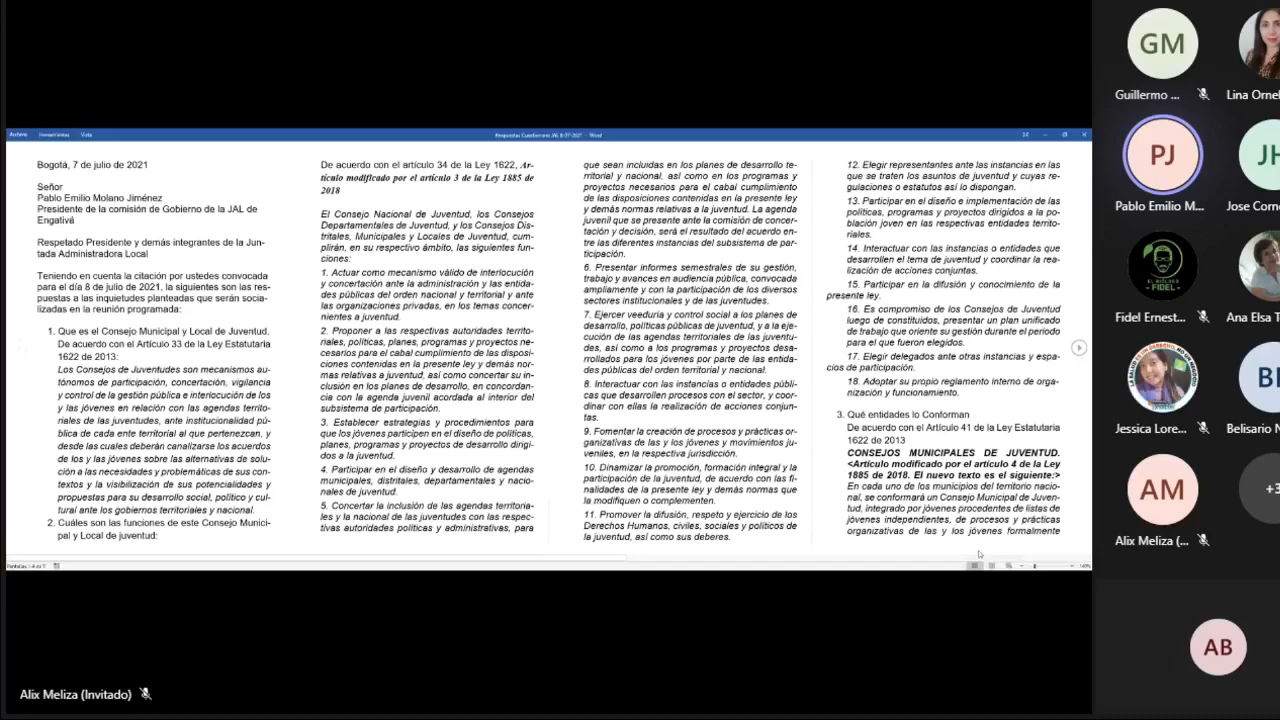 Archivo Herramientas Vista
Respuestas Cuestionario JAL 8-07-2021 - Word
Bogotá, 7 de julio de 2021
Señor
Pablo Emilio Molano Jiménez
Presidente de la comisión de Gobierno de la JAL de
Engativá
Respetado Presidente y demás integrantes de la Jun-
tada Administradora Local
Teniendo en cuenta la citación por ustedes convocada
para el día 8 de julio de 2021, la siguientes son las res-
puestas a las inquietudes planteadas que serán socia-
lizadas en la reunión programada:
1. Que es el Consejo Municipal y Local de Juventud.
De acuerdo con el Artículo 33 de la Ley Estatutaria
1622 de 2013:
Los Consejos de Juventudes son mecanismos au-
tónomos de participación, concertación, vigilancia
y control de la gestión pública e interlocución de los
y las jóvenes en relación con las agendas territo-
riales de las juventudes, ante institucionalidad pú-
blica de cada ente territorial al que pertenezcan, y
desde las cuales deberán canalizarse los acuerdos
de los y las jóvenes sobre las alternativas de solu-
ción a las necesidades y problemáticas de sus con-
textos y la visibilización de sus potencialidades y
propuestas para su desarrollo social, político y cul-
tural ante los gobiernos territoriales y nacional.
2. Cuáles son las funciones de este Consejo Munici-
pal y Local de juventud:
De acuerdo con el artículo 34 de la Ley 1622, Ar-
tículo modificado por el artículo 3 de la Ley 1885 de
2018
El Consejo Nacional de Juventud, los Consejos
Departamentales de Juventud, y los Consejos Dis-
tritales, Municipales y Locales de Juventud, cum-
plirán, en su respectivo ámbito, las siguientes fun-
ciones:
1. Actuar como mecanismo válido de interlocución
y concertación ante la administración y las entida-
des públicas del orden nacional y territorial y ante
las organizaciones privadas, en los temas concer-
nientes a juventud.
2. Proponer a las respectivas autoridades territo-
riales, políticas, planes, programas y proyectos ne-
cesarios para el cabal cumplimiento de las disposi-
ciones contenidas en la presente ley y demás nor-
mas relativas a juventud, así como concertar su in-
clusión en los planes de desarrollo, en concordan-
cia con la agenda juvenil acordada al interior del
subsistema de participación.
3. Establecer estrategias y procedimientos para
que los jóvenes participen en el diseño de políticas,
planes, programas y proyectos de desarrollo dirigi-
dos a la juventud.
4. Participar en el diseño y desarrollo de agendas
municipales, distritales, departamentales y nacio-
nales de juventud.
5. Concertar la inclusión de las agendas territoria-
les y la nacional de las juventudes con las respec-
tivas autoridades políticas y administrativas, para
que sean incluidas en los planes de desarrollo te-
rritorial y nacional, así como en los programas y
proyectos necesarios para el cabal cumplimiento
de las disposiciones contenidas en la presente ley
y demás normas relativas a juventud. La agenda
juvenil que se presente ante la comisión de concer-
tación y decisión, será el resultado del acuerdo en-
tre las diferentes instancias del subsistema de par-
ticipación.
6. Presentar informes semestrales de su gestión,
trabajo y avances en audiencia pública, convocada
ampliamente y con la participación de los diversos
sectores institucionales y de las juventudes.
7. Ejercer veeduría y control social a los planes de
desarrollo, políticas públicas de juventud, y a la eje-
cución de las agendas territoriales de las juventu-
des, así como a los programas y proyectos desa-
rrollados para los jóvenes por parte de las entida-
des públicas del orden territorial y nacional.
8. Interactuar con las instancias o entidades públi-
cas que desarrollen procesos con el sector, y coor-
dinar con ellas la realización de acciones conjun-
tas.
9. Fomentar la creación de procesos y prácticas or-
ganizativas de las y los jóvenes y movimientos ju-
veniles, en la respectiva jurisdicción.
10. Dinamizar la promoción, formación integral y la
participación de la juventud, de acuerdo con las fi-
nalidades de la presente ley y demás normas que
la modifiquen o complementen.
11. Promover la difusión, respeto y ejercicio de los
Derechos Humanos, civiles, sociales y políticos de
la juventud, así como sus deberes.
12. Elegir representantes ante las instancias en las
que se traten los asuntos de juventud y cuyas re-
gulaciones o estatutos así lo dispongan.
13. Participar en el diseño e implementación de las
políticas, programas y proyectos dirigidos a la po-
blación joven en las respectivas entidades territo-
riales.
14. Interactuar con las instancias o entidades que
desarrollen el tema de juventud y coordinar la rea-
lización de acciones conjuntas.
15. Participar en la difusión y conocimiento de la
presente ley.
16. Es compromiso de los Consejos de Juventud
luego de constituidos, presentar un plan unificado
de trabajo que oriente su gestión durante el periodo
para el que fueron elegidos.
17. Elegir delegados ante otras instancias y espa-
cios de participación.
18. Adoptar su propio reglamento interno de orga-
nización y funcionamiento.
3. Qué entidades lo Conforman
De acuerdo con el Artículo 41 de la Ley Estatutaria
1622 de 2013
CONSEJOS MUNICIPALES DE JUVENTUD.
<Artículo modificado por el artículo 4 de la Ley
1885 de 2018. El nuevo texto es el siguiente:>
En cada uno de los municipios del territorio nacio-
nal, se conformará un Consejo Municipal de Juven-
tud, integrado por jóvenes procedentes de listas de
jóvenes independientes, de procesos y prácticas
organizativas de las y los jóvenes formalmente
GM
Guillermo ...
Lina Ornel
PJ
Pablo Emilio M...
JH
Jose Corne
EL BIÓLOGO
FIDEL
Fidel Ernest...
Ana Elsa T
Jessica Lore...
Belisario N
AM
Alix Meliza (...
+3
AB
Alix Meliza (Invitado)